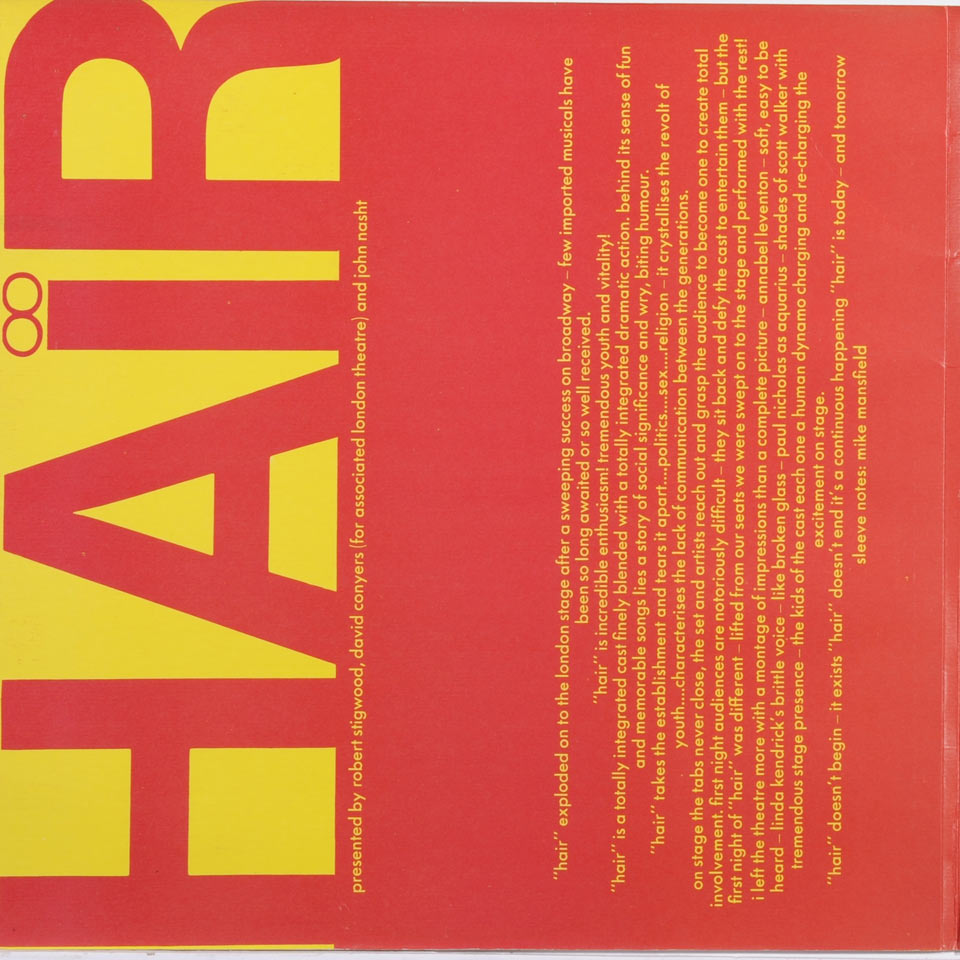 HAIR
presented by robert stigwood, david conyers (for associated london theatre) and john nasht
"hair" exploded on to the london stage after a sweeping success on broadway – few imported musicals have
been so long awaited or so well received.
"hair" is incredible enthusiasm! tremendous youth and vitality!
"hair" is a totally integrated cast finely blended with a totally integrated dramatic action. behind its sense of fun
and memorable songs lies a story of social significance and wry, biting humour.
"hair" takes the establishment and tears it apart....politics....sex....religion – it crystallises the revolt of
youth....characterises the lack of communication between the generations.
on stage the tabs never close, the set and artists reach out and grasp the audience to become one to create total
involvement. first night audiences are notoriously difficult – they sit back and defy the cast to entertain them – but the
first night of "hair" was different – lifted from our seats we were swept on to the stage and performed with the rest!
i left the theatre more with a montage of impressions than a complete picture – annabel leventon – soft, easy to be
heard – linda kendrick's brittle voice – like broken glass – paul nicholas as aquarius – shades of scott walker with
tremendous stage presence – the kids of the cast each one a human dynamo charging and re-charging the
excitement on stage.
"hair" doesn't begin – it exists "hair" doesn't end it's a continuous happening "hair" is today – and tomorrow
sleeve notes: mike mansfield